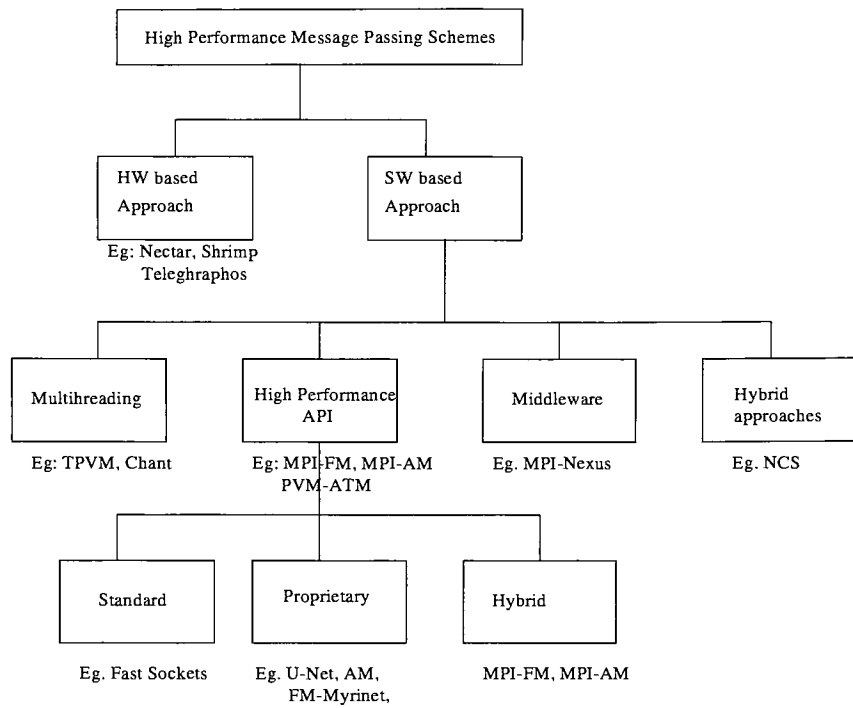 High Performance Message Passing Schemes
HW based
Approach
SW based
Approach
Eg: Nectar, Shrimp
Teleghraphos
Multihreading
High Performance
API
Middleware
Hybrid
approaches
Eg: TPVM, Chant
Eg: MPI-FM, MPI-AM
PVM-ATM
Eg. MPI-Nexus
Eg. NCS
Standard
Proprietary
Hybrid
Eg. Fast Sockets
Eg. U-Net, AM,
FM-Myrinet,
MPI-FM, MPI-AM